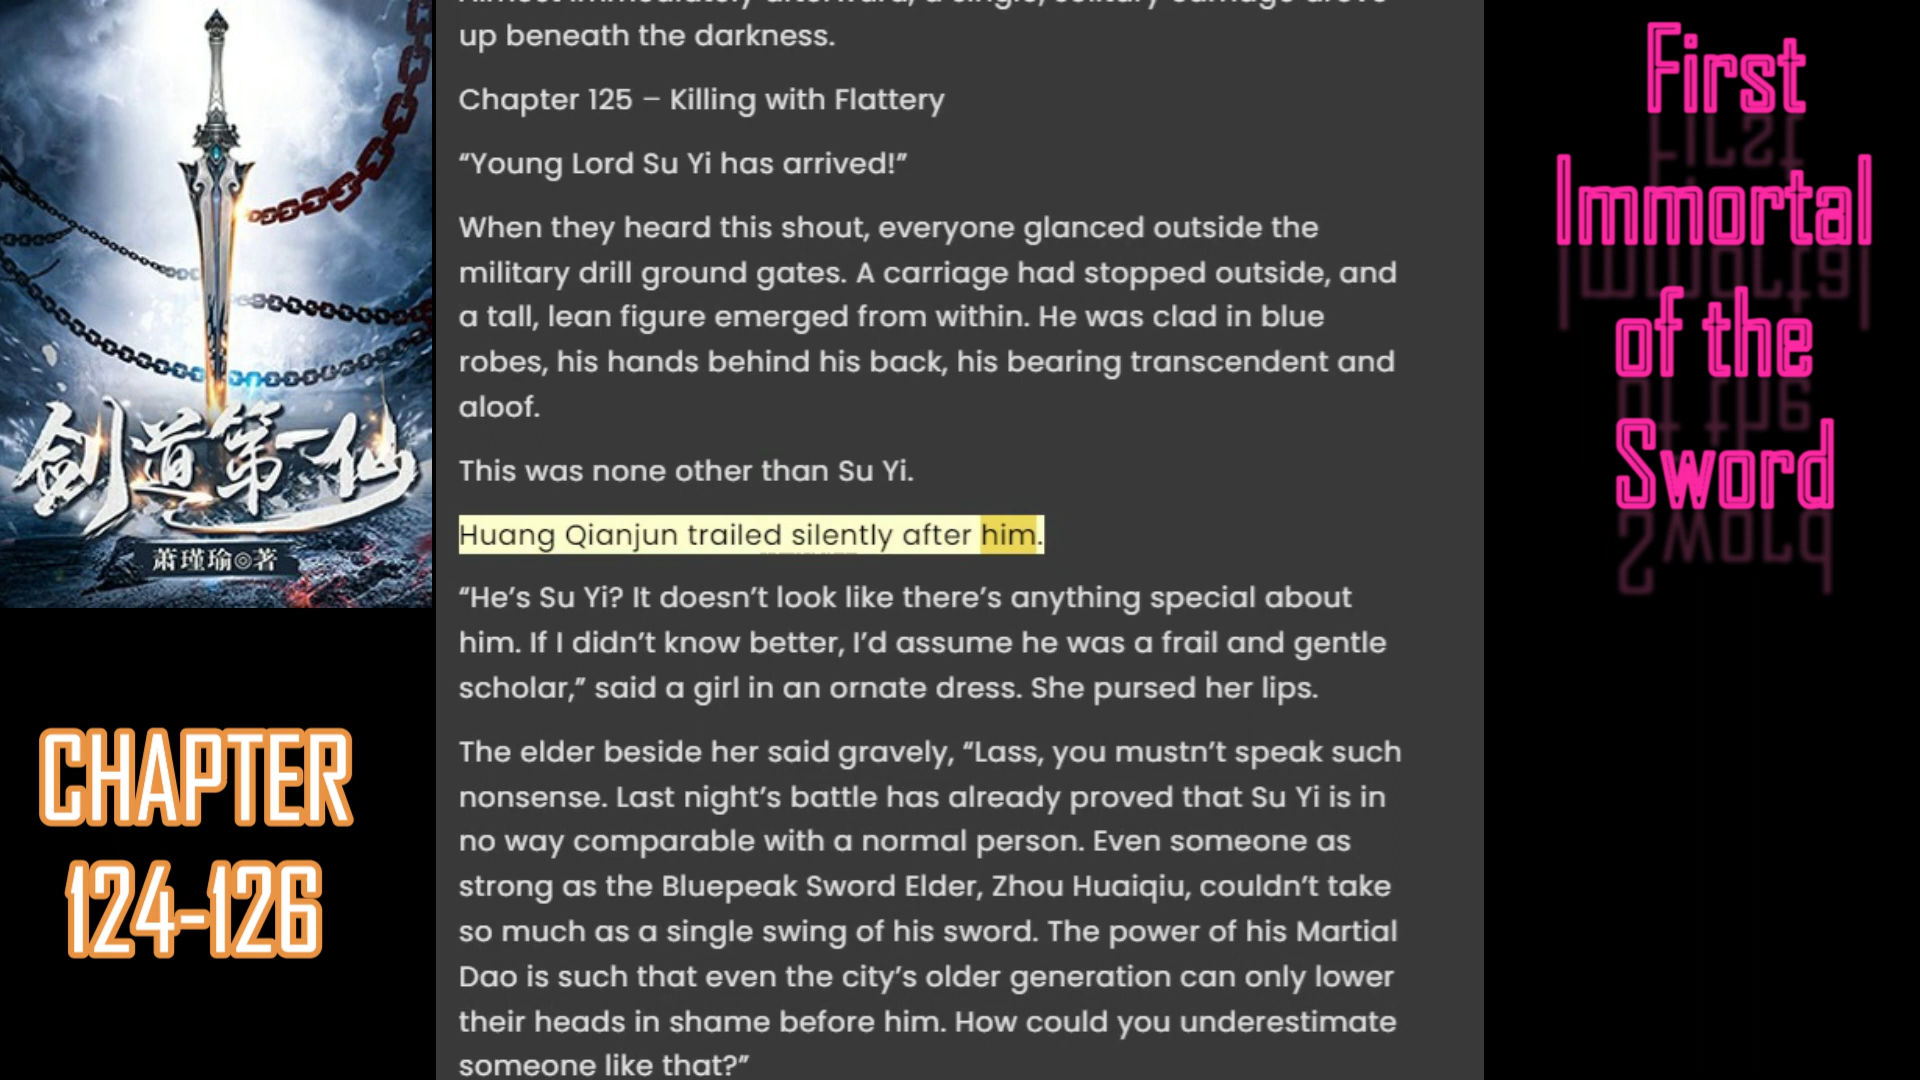 剑道第一仙
萧瑾瑜◎著
CHAPTER
124-126
up beneath the darkness.
Chapter 125 – Killing with Flattery
“Young Lord Su Yi has arrived!”
When they heard this shout, everyone glanced outside the
military drill ground gates. A carriage had stopped outside, and
a tall, lean figure emerged from within. He was clad in blue
robes, his hands behind his back, his bearing transcendent and
aloof.
This was none other than Su Yi.
Huang Qianjun trailed silently after him.
“He’s Su Yi? It doesn’t look like there’s anything special about
him. If I didn’t know better, I’d assume he was a frail and gentle
scholar,” said a girl in an ornate dress. She pursed her lips.
The elder beside her said gravely, “Lass, you mustn’t speak such
nonsense. Last night’s battle has already proved that Su Yi is in
no way comparable with a normal person. Even someone as
strong as the Bluepeak Sword Elder, Zhou Huaiqiu, couldn’t take
so much as a single swing of his sword. The power of his Martial
Dao is such that even the city’s older generation can only lower
their heads in shame before him. How could you underestimate
someone like that?”
First
Immortal
of the
Sword